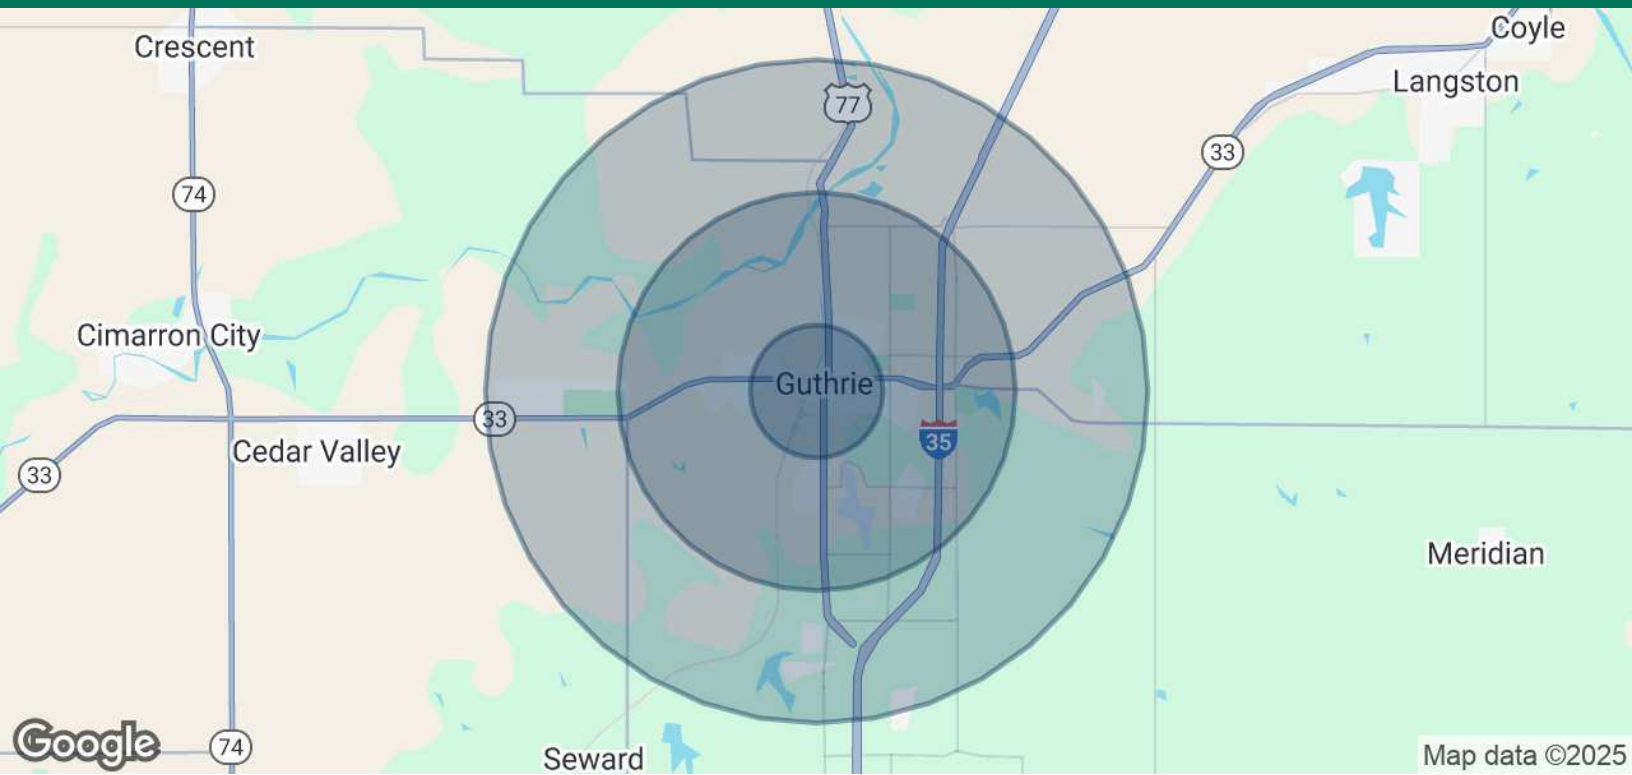 Crescent
Coyle
Langston
77
33
74
Cimarron City
Guthrie
33
35
Cedar Valley
33
Meridian
Google
74
Seward
Map data ©2025